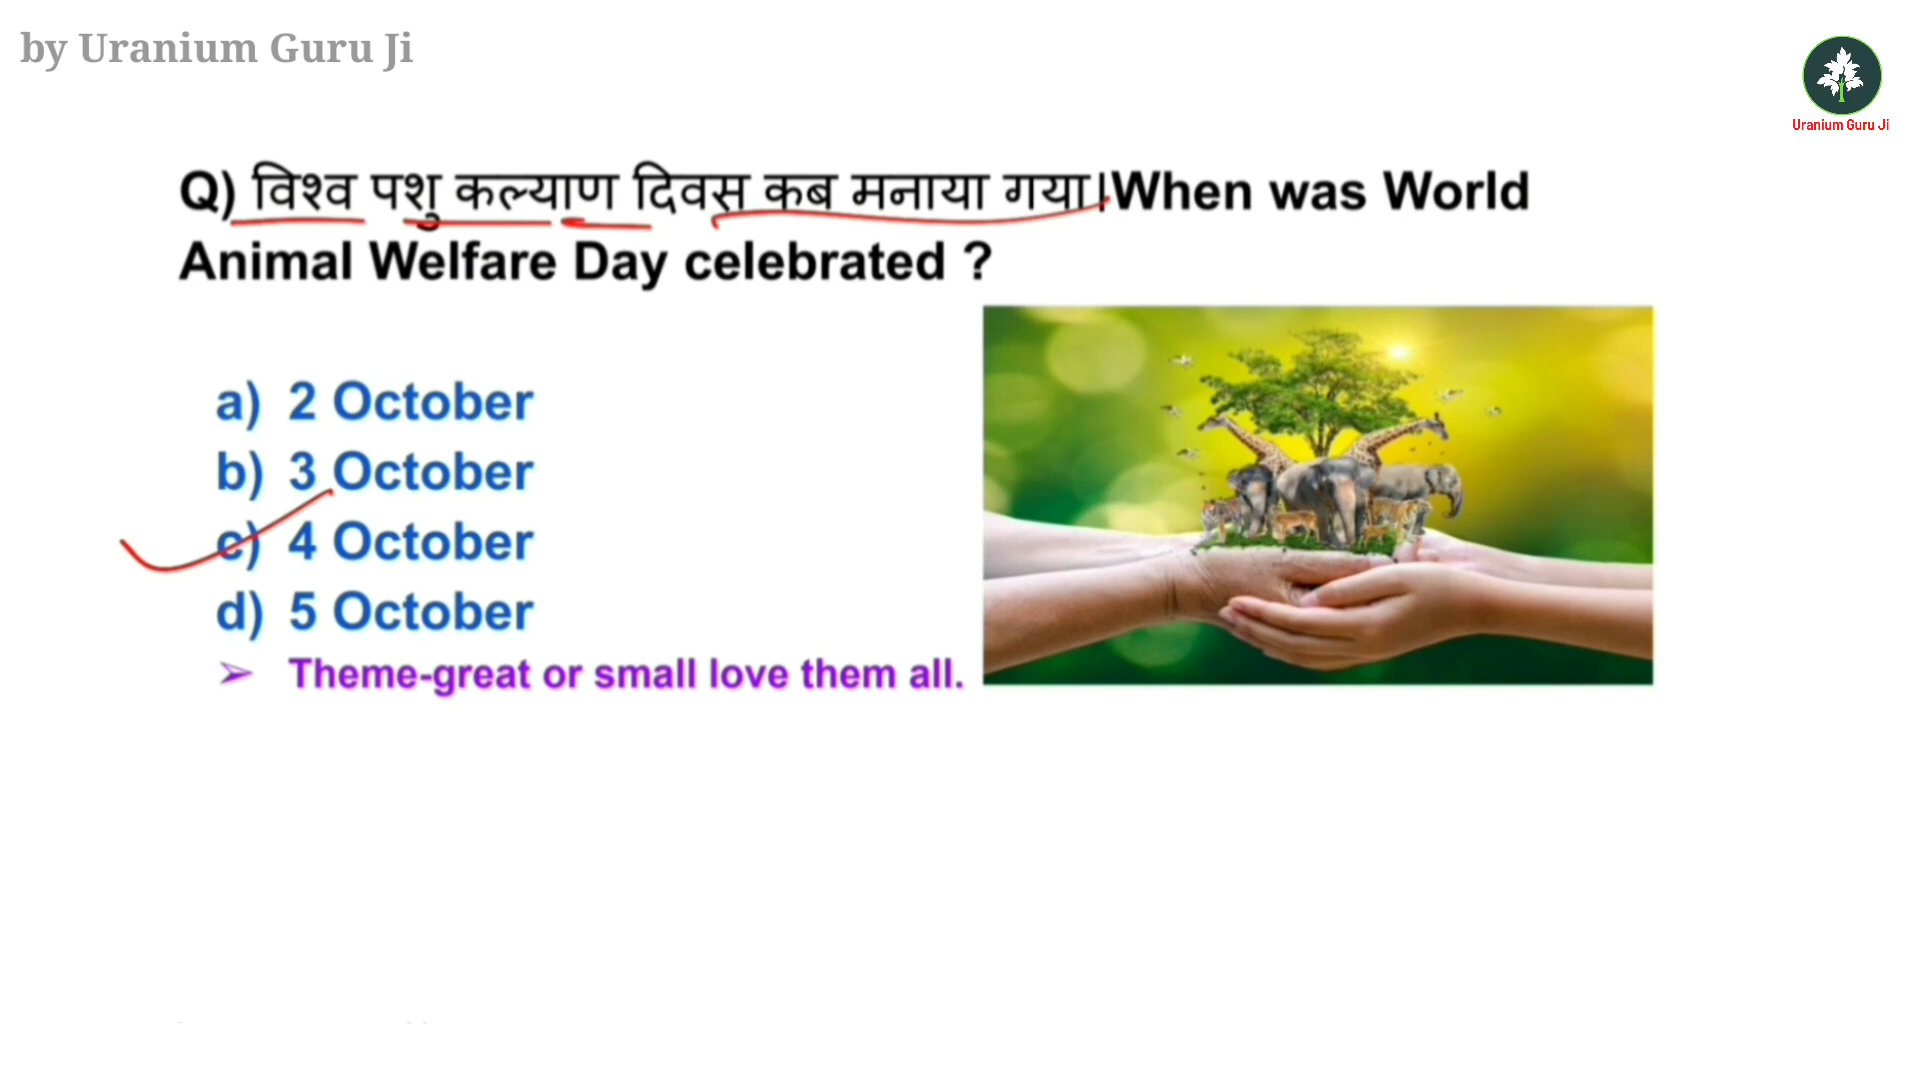 by Uranium Guru Ji
Uranium Guru Ji
Q) विश्व पशु कल्याण दिवस कब मनाया गया।When was World
Animal Welfare Day celebrated ?
a) 2 October
b) 3 October
c) 4 October
d) 5 October
➢ Theme-great or small love them all.